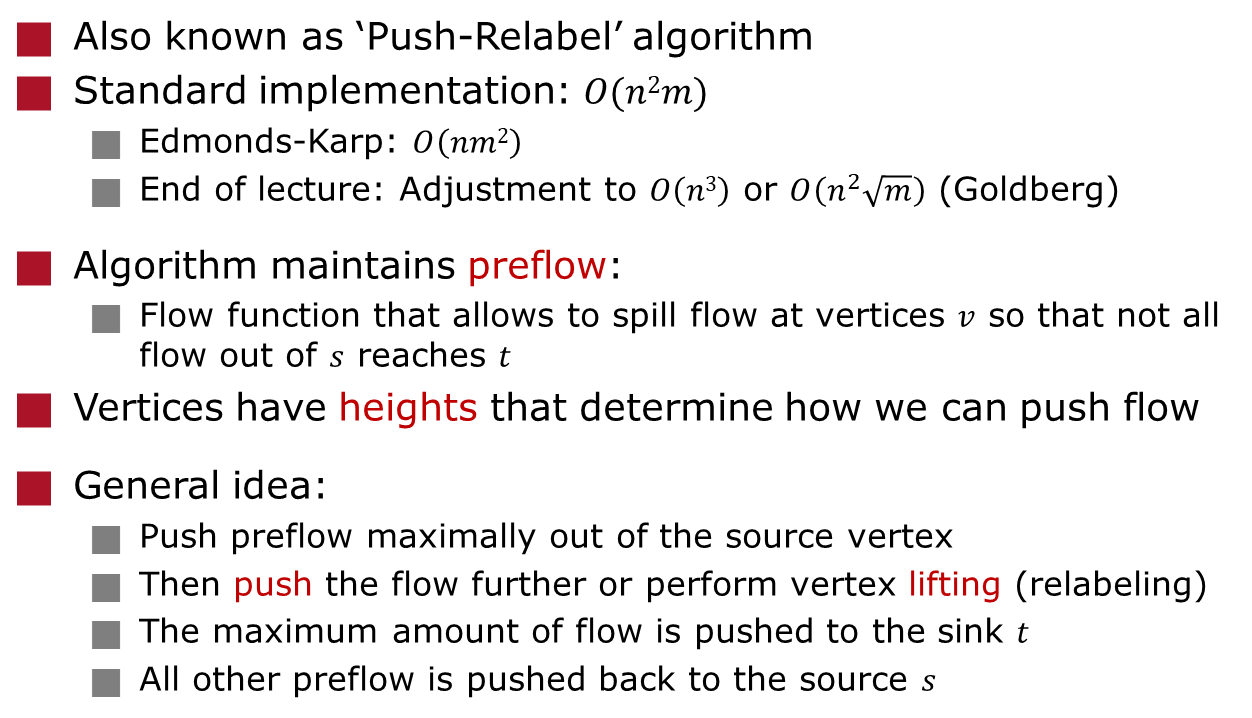 Also known as ‘Push-Relabel’ algorithm
Standard implementation: O(n²m)
Edmonds-Karp: O(nm²)
End of lecture: Adjustment to O(n³) or O(n²√m) (Goldberg)
Algorithm maintains preflow:
Flow function that allows to spill flow at vertices v so that not all
flow out of s reaches t
Vertices have heights that determine how we can push flow
General idea:
Push preflow maximally out of the source vertex
Then push the flow further or perform vertex lifting (relabeling)
The maximum amount of flow is pushed to the sink t
All other preflow is pushed back to the source s